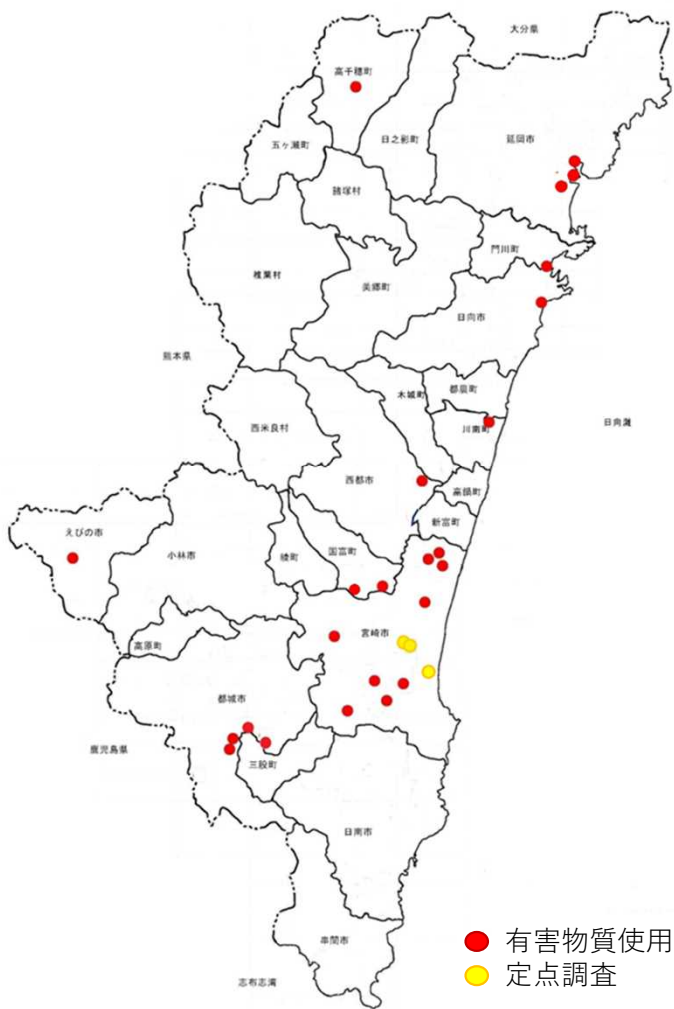 大分県
高千穂町
日之影町
延岡市
五ヶ瀬町
諸塚村
門川町
椎葉村
美郷町
日向市
熊本県
木城町
都農町
日向灘
西米良村
川南町
西都市
高鍋町
新富町
えびの市
小林市
綾町
国富町
宮崎市
高原町
都城市
鹿児島県
三股町
日南市
串間市
志布志湾
有害物質使用
定点調査